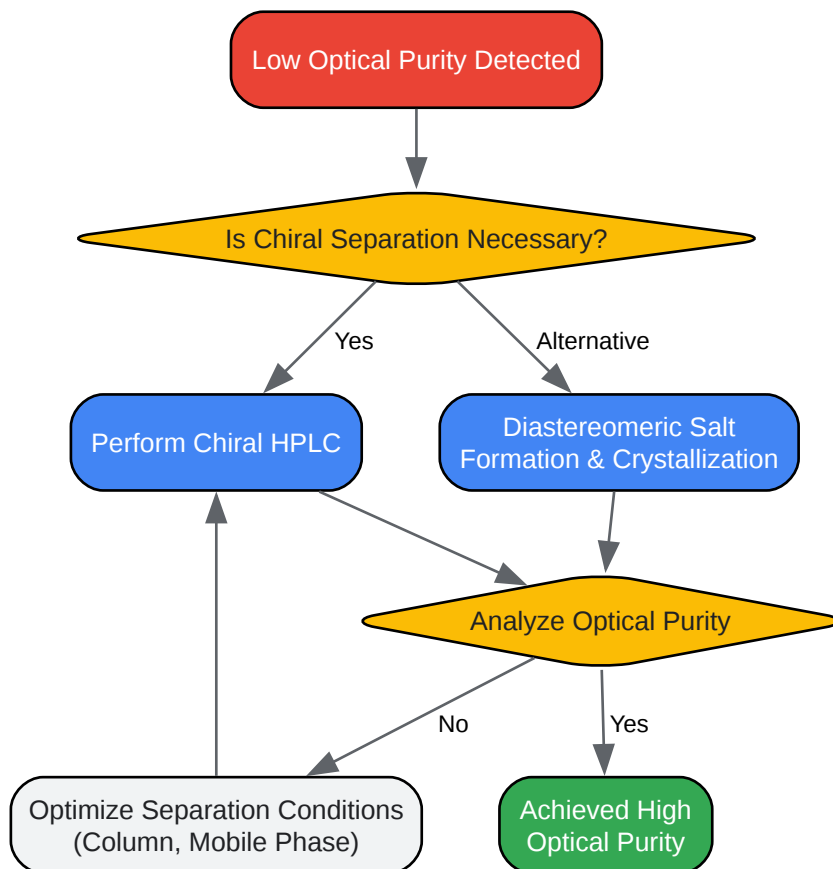 Low Optical Purity Detected
Is Chiral Separation Necessary?
Yes
Alternative
Perform Chiral HPLC
Diastereomeric Salt
Formation & Crystallization
Analyze Optical Purity
No
Yes
Optimize Separation Conditions
(Column, Mobile Phase)
Achieved High
Optical Purity